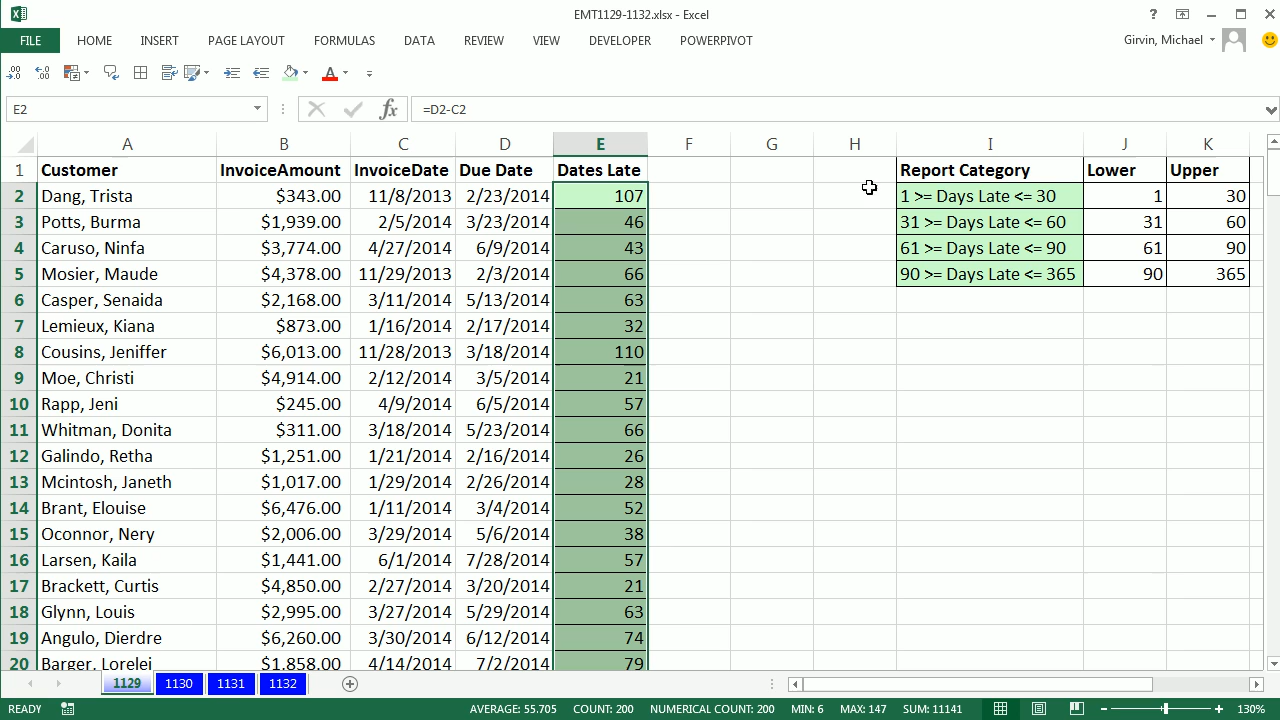 EMT1129-1132.xlsx - Excel
FILE HOME INSERT PAGE LAYOUT FORMULAS DATA REVIEW VIEW DEVELOPER POWERPIVOT Girvin, Michael
E2 =D2-C2
A B C D E F G H I J K
1 Customer InvoiceAmount InvoiceDate Due Date Dates Late Report Category Lower Upper
2 Dang, Trista $343.00 11/8/2013 2/23/2014 107 1 >= Days Late <= 30 1 30
3 Potts, Burma $1,939.00 2/5/2014 3/23/2014 46 31 >= Days Late <= 60 31 60
4 Caruso, Ninfa $3,774.00 4/27/2014 6/9/2014 43 61 >= Days Late <= 90 61 90
5 Mosier, Maude $4,378.00 11/29/2013 2/3/2014 66 90 >= Days Late <= 365 90 365
6 Casper, Senaida $2,168.00 3/11/2014 5/13/2014 63
7 Lemieux, Kiana $873.00 1/16/2014 2/17/2014 32
8 Cousins, Jeniffer $6,013.00 11/28/2013 3/18/2014 110
9 Moe, Christi $4,914.00 2/12/2014 3/5/2014 21
10 Rapp, Jeni $245.00 4/9/2014 6/5/2014 57
11 Whitman, Donita $311.00 3/18/2014 5/23/2014 66
12 Galindo, Retha $1,251.00 1/21/2014 2/16/2014 26
13 Mcintosh, Janeth $1,017.00 1/29/2014 2/26/2014 28
14 Brant, Elouise $6,476.00 1/11/2014 3/4/2014 52
15 Oconnor, Nery $2,006.00 3/29/2014 5/6/2014 38
16 Larsen, Kaila $1,441.00 6/1/2014 7/28/2014 57
17 Brackett, Curtis $4,850.00 2/27/2014 3/20/2014 21
18 Glynn, Louis $2,995.00 3/27/2014 5/29/2014 63
19 Angulo, Dierdre $6,260.00 3/30/2014 6/12/2014 74
20 Barger, Lorelei $1,858.00 4/14/2014 7/2/2014 79
1129 1130 1131 1132
READY AVERAGE: 55.705 COUNT: 200 NUMERICAL COUNT: 200 MIN: 6 MAX: 147 SUM: 11141 130%